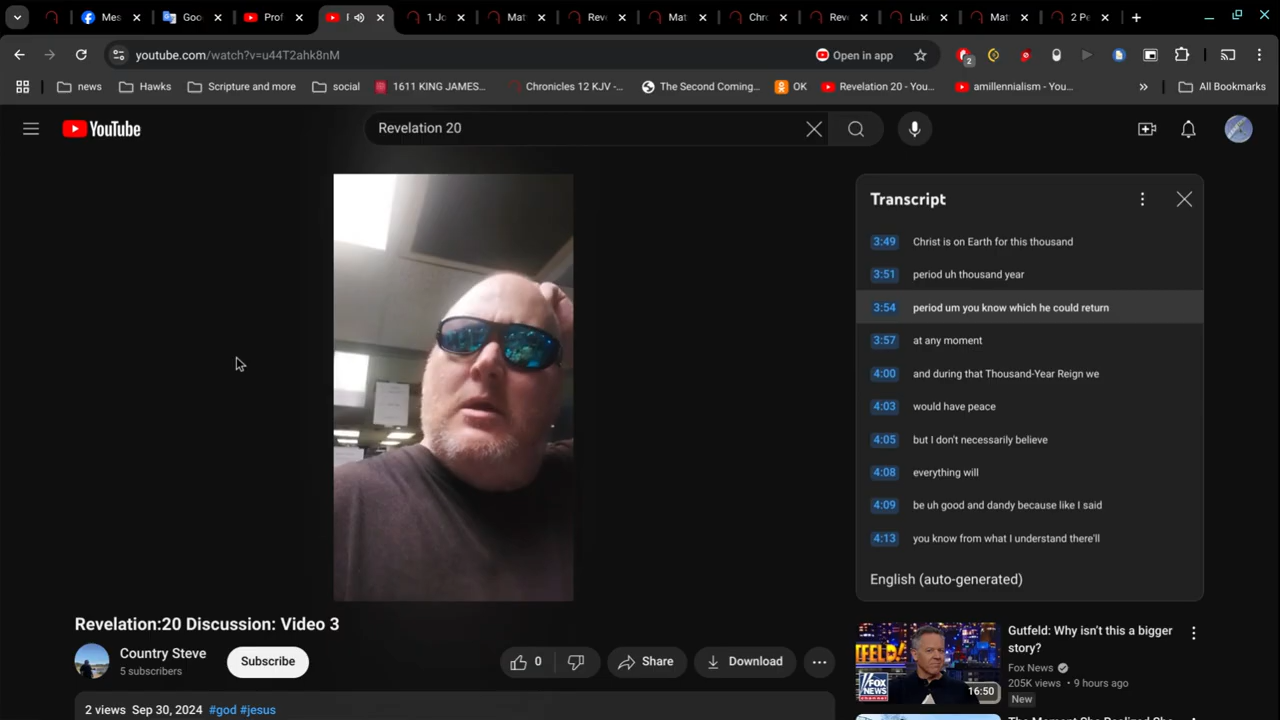 Mes
Goo
Prof
1 Jo
Mat
Rev
Mat
Chro
Reve
Luk
Mat
2 Pe
youtube.com/watch?v=u44T2ahk8nM
Open in app
2
news
Hawks
Scripture and more
social
1611 KING JAMES...
Chronicles 12 KJV -...
The Second Coming...
OK
Revelation 20 - You...
amillennialism - You...
All Bookmarks
YouTube
Revelation 20
Transcript
3:49 Christ is on Earth for this thousand
3:51 period uh thousand year
3:54 period um you know which he could return
3:57 at any moment
4:00 and during that Thousand-Year Reign we
4:03 would have peace
4:05 but I don't necessarily believe
4:08 everything will
4:09 be uh good and dandy because like I said
4:13 you know from what I understand there'll
English (auto-generated)
Revelation:20 Discussion: Video 3
Country Steve
5 subscribers
Subscribe
0
Share
Download
2 views Sep 30, 2024 #god #jesus
Gutfeld: Why isn't this a bigger
story?
Fox News
205K views • 9 hours ago
New
FOX
NEWS
16:50